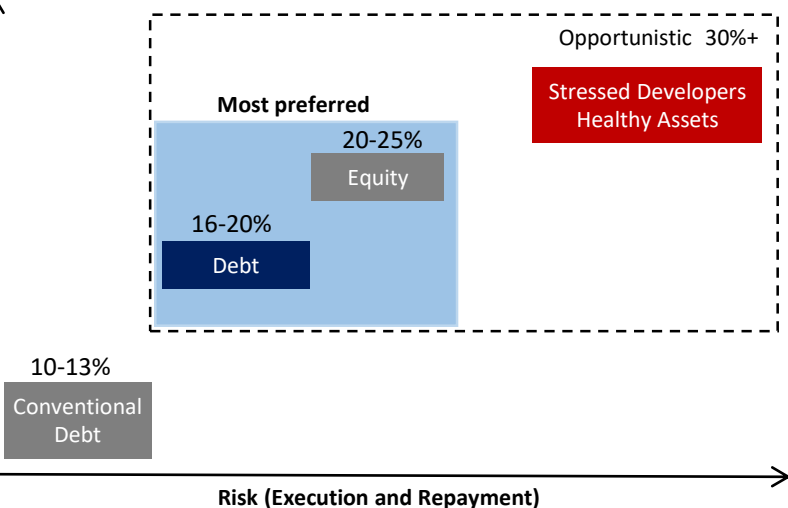 Opportunistic 30%+
Stressed Developers
Healthy Assets
Most preferred
20-25%
Equity
16-20%
Debt
10-13%
Conventional
Debt
Risk (Execution and Repayment)